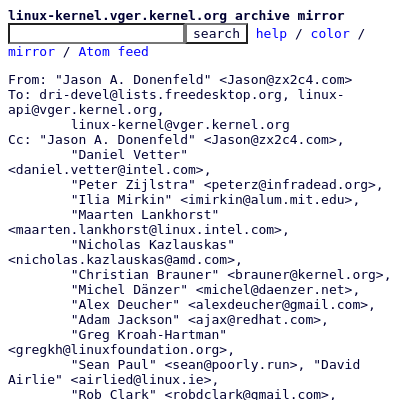 linux-kernel.vger.kernel.org archive mirror
search help / color /
mirror / Atom feed
From: "Jason A. Donenfeld" <Jason@zx2c4.com>
To: dri-devel@lists.freedesktop.org, linux-
api@vger.kernel.org,
linux-kernel@vger.kernel.org
Cc: "Jason A. Donenfeld" <Jason@zx2c4.com>,
"Daniel Vetter"
<daniel.vetter@intel.com>,
"Peter Zijlstra" <peterz@infradead.org>,
"Ilia Mirkin" <imirkin@alum.mit.edu>,
"Maarten Lankhorst"
<maarten.lankhorst@linux.intel.com>,
"Nicholas Kazlauskas"
<nicholas.kazlauskas@amd.com>,
"Christian Brauner" <brauner@kernel.org>,
"Michel Dänzer" <michel@daenzer.net>,
"Alex Deucher" <alexdeucher@gmail.com>,
"Adam Jackson" <ajax@redhat.com>,
"Greg Kroah-Hartman"
<gregkh@linuxfoundation.org>,
"Sean Paul" <sean@poorly.run>, "David
Airlie" <airlied@linux.ie>,
"Rob Clark" <robdclark@gmail.com>,